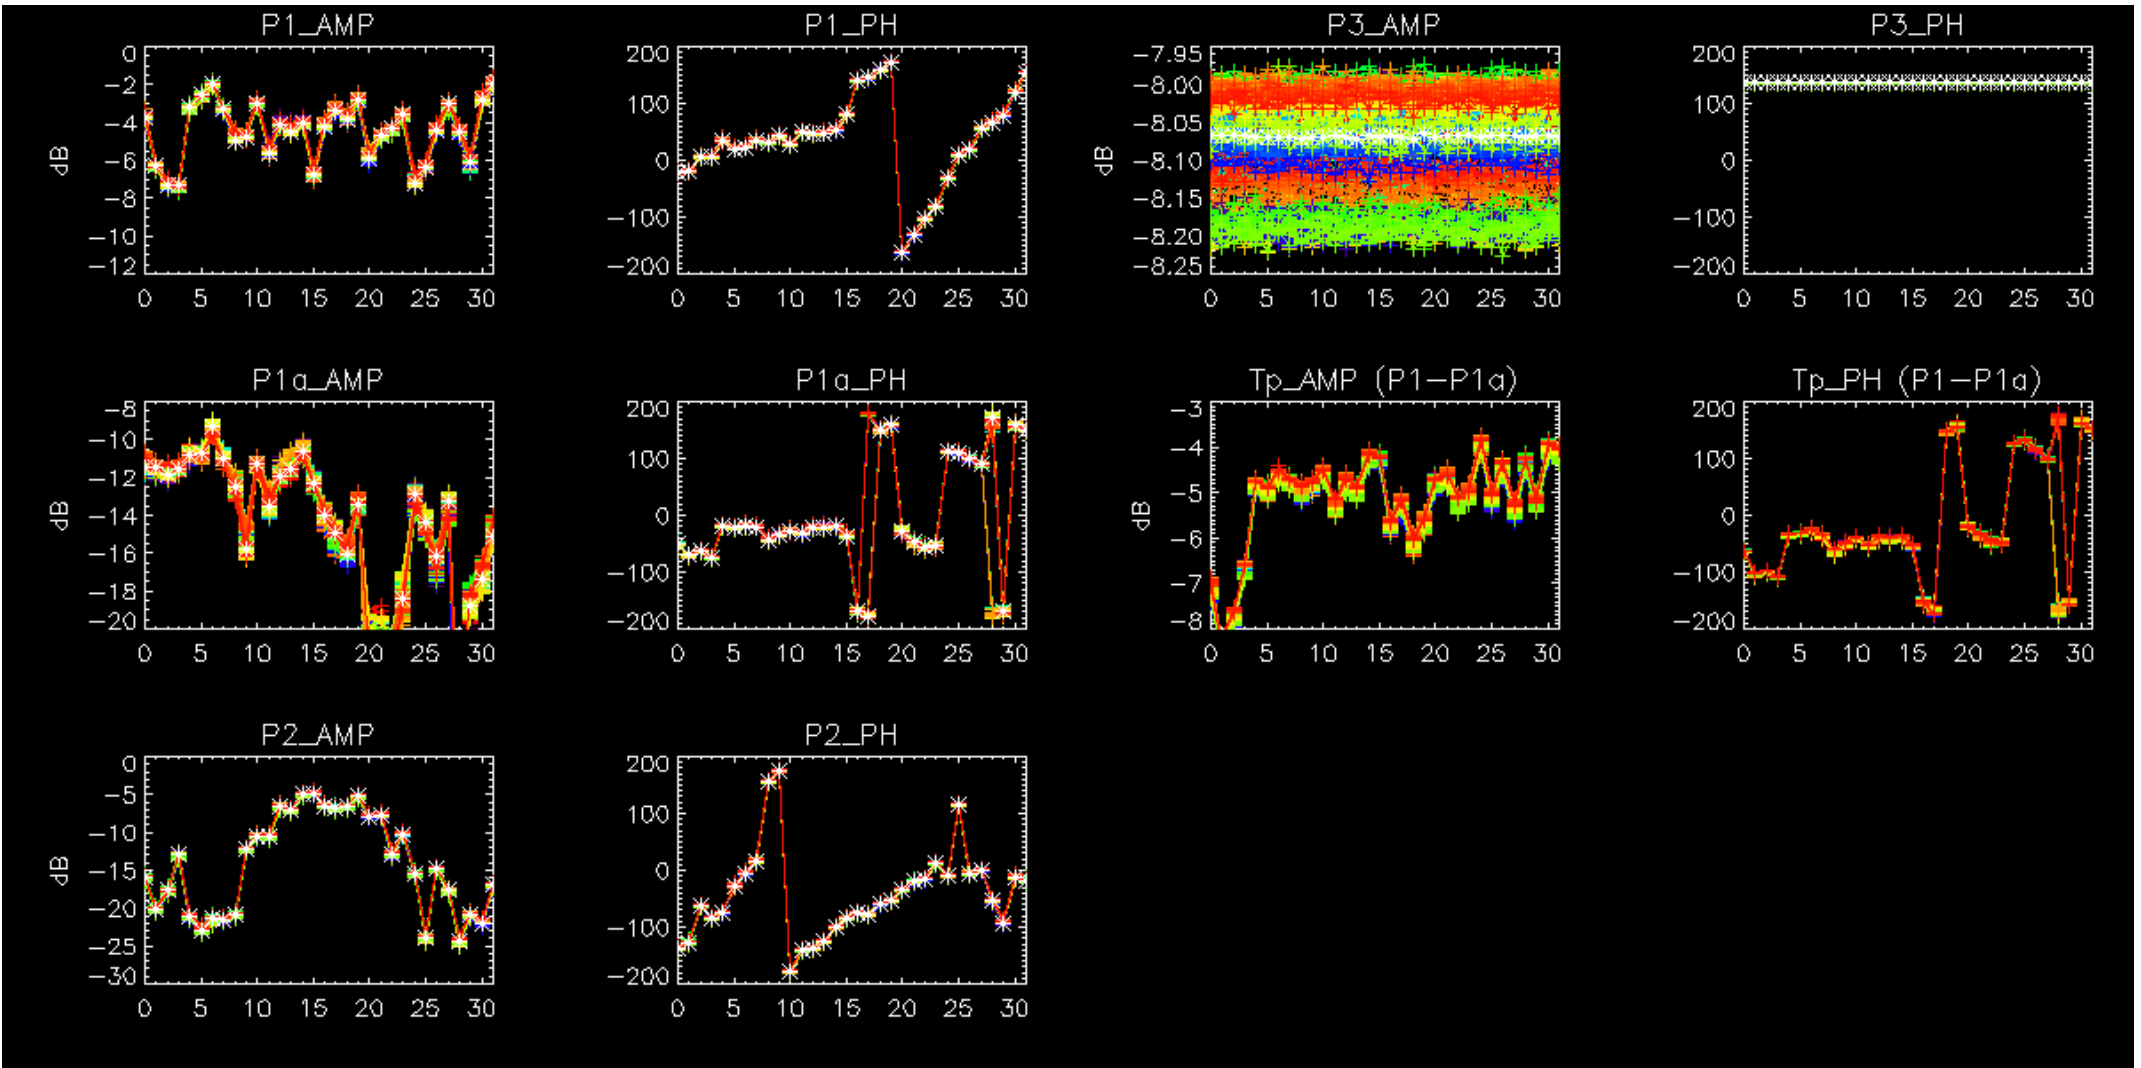 P1_AMP
P1_PH
P3_AMP
P3_PH
0
−2
−4
−6
−8
−10
−12
dB
0 5 10 15 20 25 30
200
100
0
−100
−200
0 5 10 15 20 25 30
−7.95
−8.00
−8.05
−8.10
−8.15
−8.20
−8.25
dB
0 5 10 15 20 25 30
200
100
0
−100
−200
0 5 10 15 20 25 30
P1a_AMP
P1a_PH
Tp_AMP (P1−P1a)
Tp_PH (P1−P1a)
−8
−10
−12
−14
−16
−18
−20
dB
0 5 10 15 20 25 30
200
100
0
−100
−200
0 5 10 15 20 25 30
−3
−4
−5
−6
−7
−8
dB
0 5 10 15 20 25 30
200
100
0
−100
−200
0 5 10 15 20 25 30
P2_AMP
P2_PH
0
−5
−10
−15
−20
−25
−30
dB
0 5 10 15 20 25 30
200
100
0
−100
−200
0 5 10 15 20 25 30